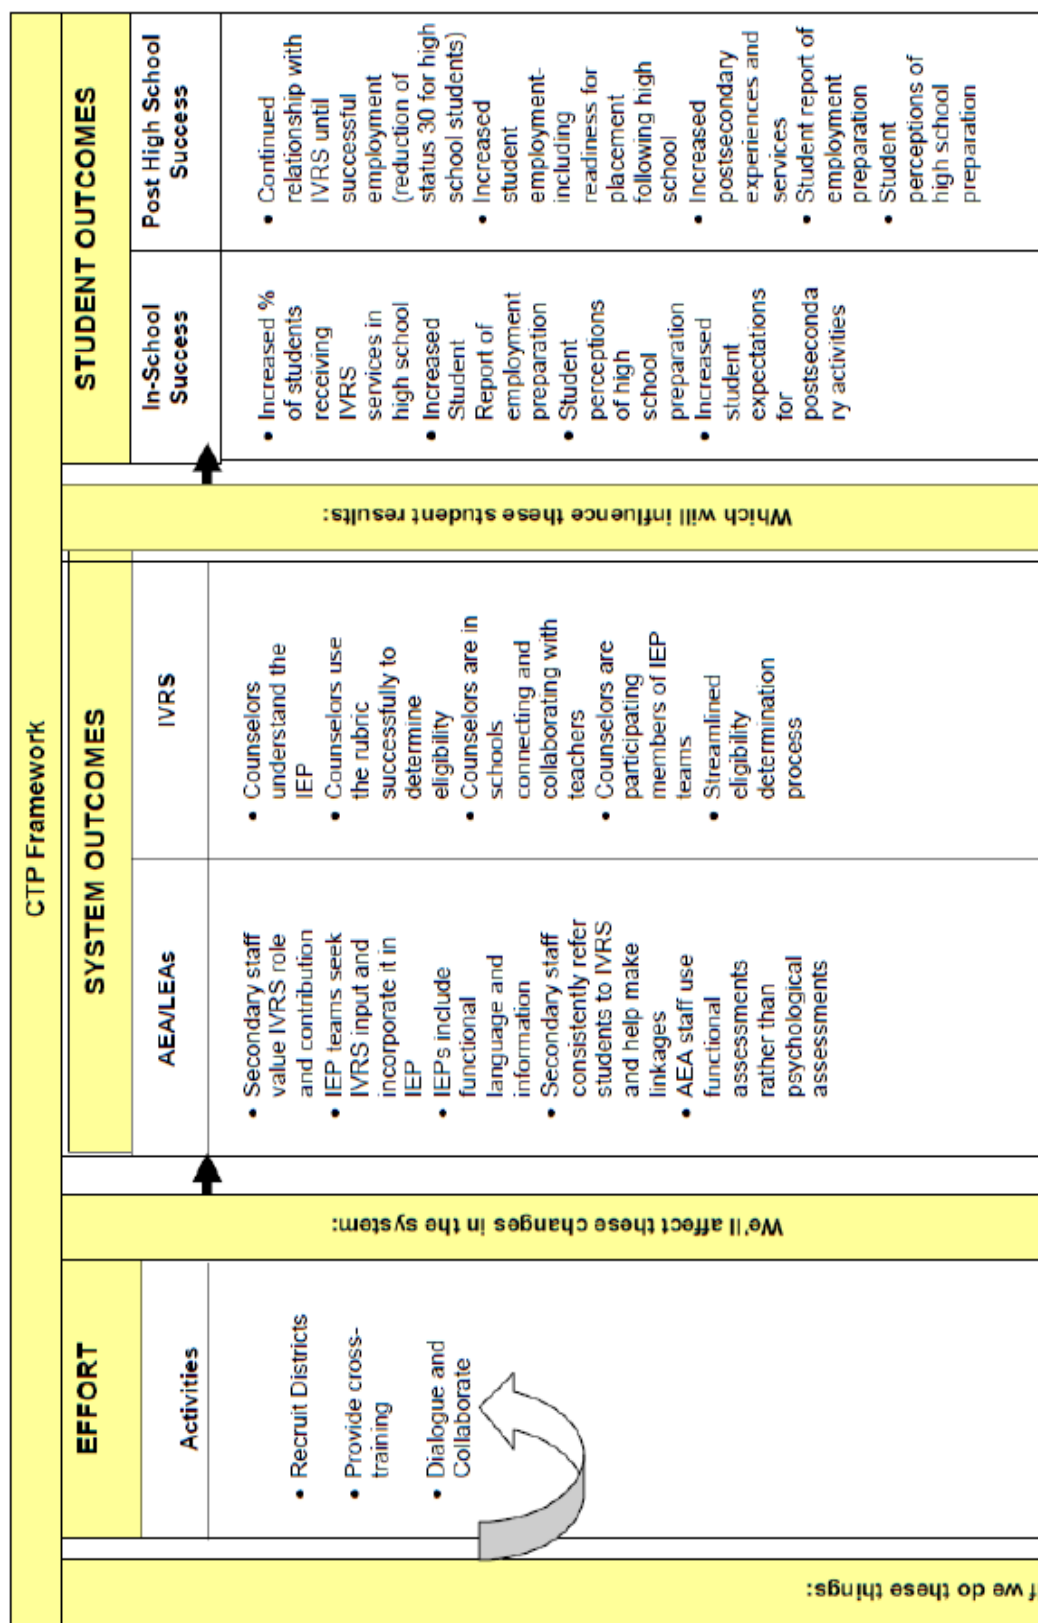 CTP Framework
If we do these things:
EFFORT
Activities
• Recruit Districts
• Provide cross-
training
• Dialogue and
Collaborate
We'll affect these changes in the system:
SYSTEM OUTCOMES
AEA/LEAs
• Secondary staff
value IVRS role
and contribution
• IEP teams seek
IVRS input and
incorporate it in
IEP
• IEPs include
functional
language and
information
• Secondary staff
consistently refer
students to IVRS
and help make
linkages
• AEA staff use
functional
assessments
rather than
psychological
assessments
IVRS
• Counselors
understand the
IEP
• Counselors use
the rubric
successfully to
determine
eligibility
• Counselors are in
schools
connecting and
collaborating with
teachers
• Counselors are
participating
members of IEP
teams
• Streamlined
eligibility
determination
process
Which will influence these student results:
STUDENT OUTCOMES
In-School
Success
• Increased %
of students
receiving
IVRS
services in
high school
• Increased
Student
Report of
employment
preparation
• Student
perceptions
of high
school
preparation
• Increased
student
expectations
for
postseconda
ry activities
Post High School
Success
• Continued
relationship with
IVRS until
successful
employment
(reduction of
status 30 for high
school students)
• Increased
student
employment-
including
readiness for
placement
following high
school
• Increased
postsecondary
experiences and
services
• Student report of
employment
preparation
• Student
perceptions of
high school
preparation